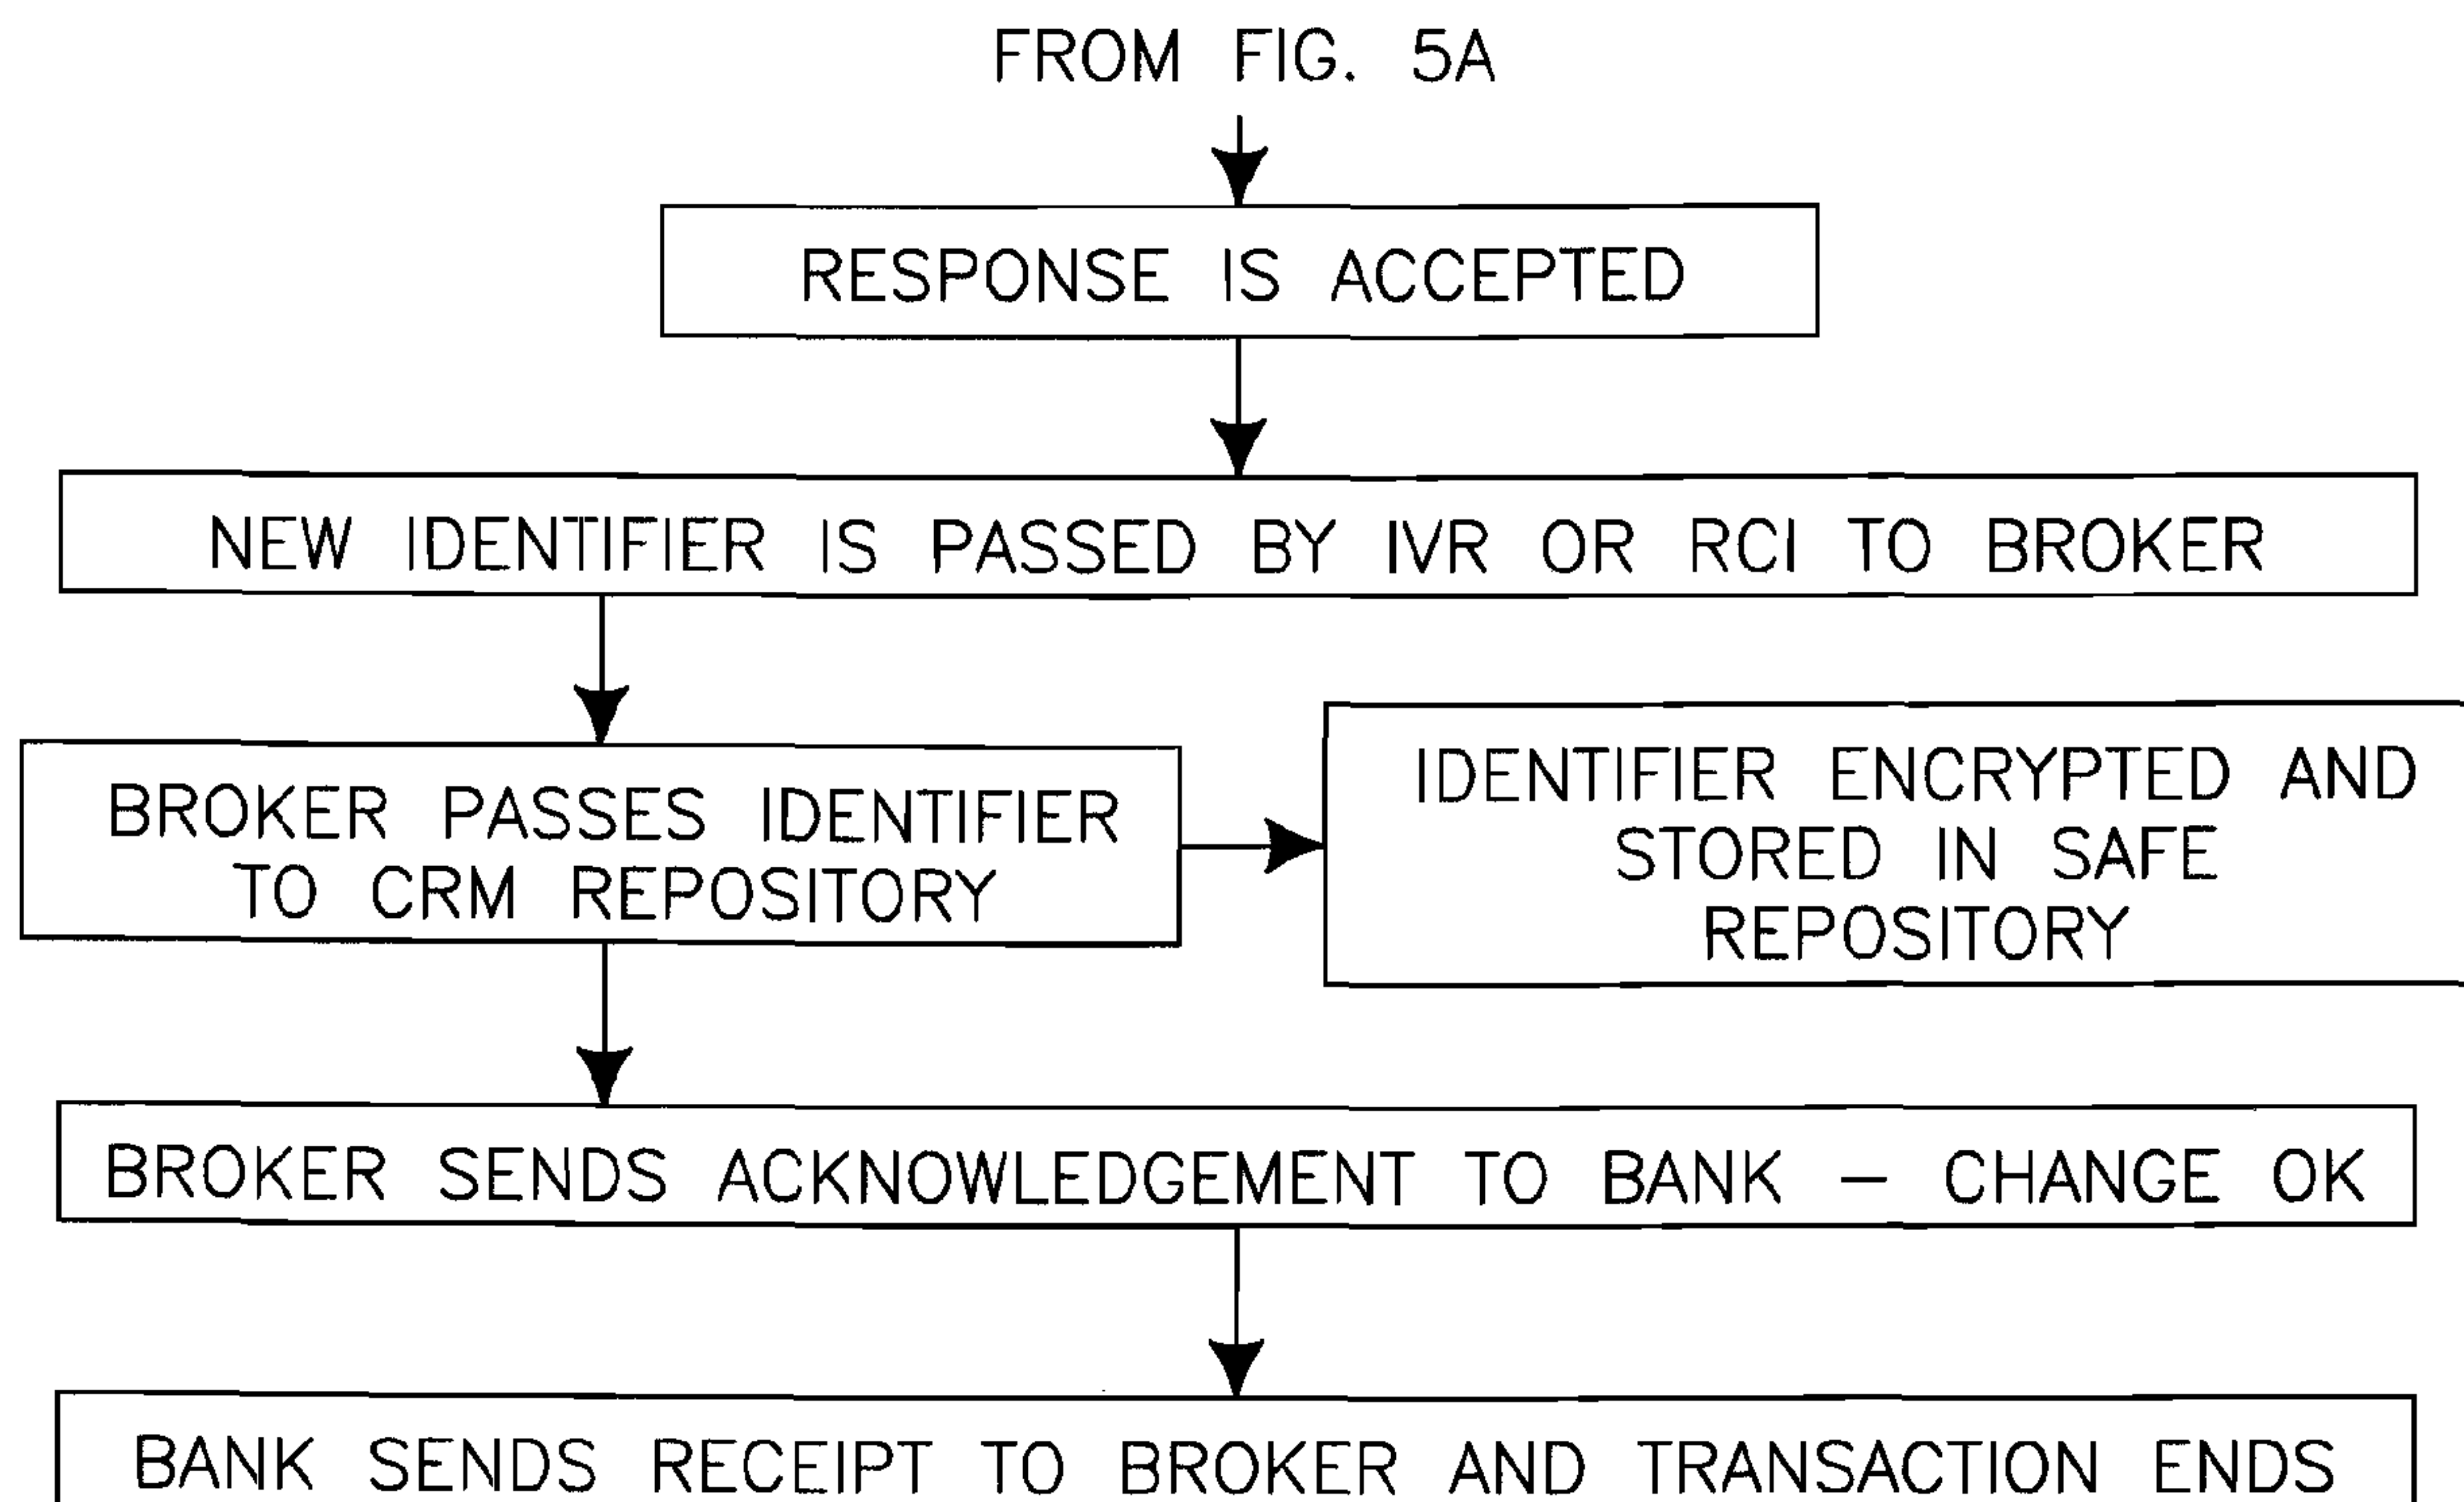 FROM FIG. 5A
RESPONSE IS ACCEPTED
NEW IDENTIFIER IS PASSED BY IVR OR RCI TO BROKER
BROKER PASSES IDENTIFIER
TO CRM REPOSITORY
IDENTIFIER ENCRYPTED AND
STORED IN SAFE
REPOSITORY
BROKER SENDS ACKNOWLEDGEMENT TO BANK – CHANGE OK
BANK SENDS RECEIPT TO BROKER AND TRANSACTION ENDS